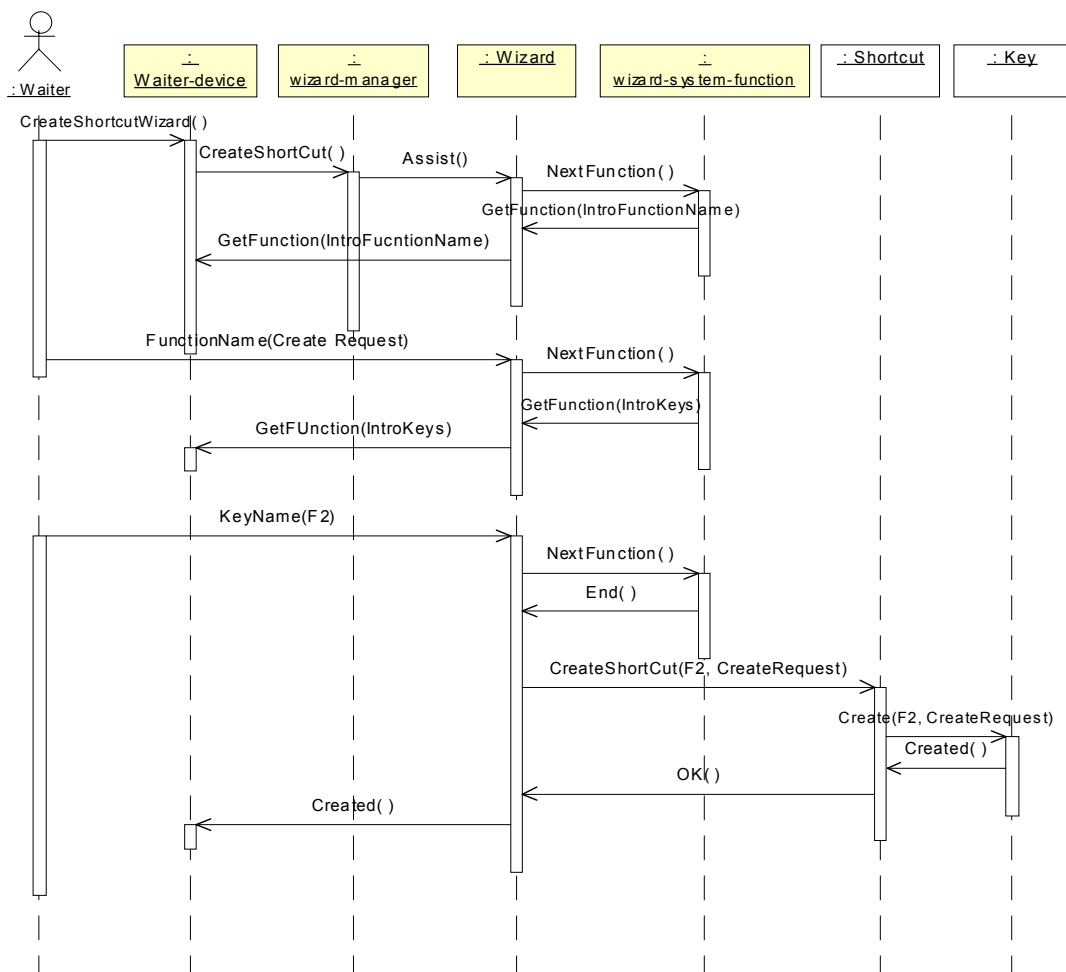 : Waiter
:
Waiter-device
:
wizard-manager
: Wizard
:
wizard-system-function
: Shortcut
: Key
CreateShortcutWizard()
CreateShortCut( )
Assist()
NextFunction( )
GetFunction(IntroFunctionName)
GetFunction(IntroFucntionName)
FunctionName(Create Request)
NextFunction( )
GetFunction(IntroKeys)
GetFUnction(IntroKeys)
KeyName(F2)
NextFunction( )
End( )
CreateShortCut(F2, CreateRequest)
Create(F2, CreateRequest)
Created( )
OK( )
Created( )